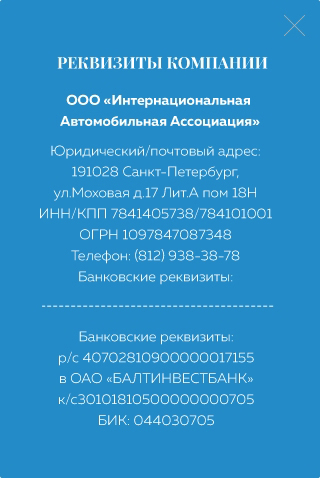 РЕКВИЗИТЫ КОМПАНИИ
ООО «Интернациональная
Автомобильная Ассоциация»
Юридический/почтовый адрес:
191028 Санкт-Петербург,
ул.Моховая д.17 Лит.А пом 18Н
ИНН/КПП 7841405738/784101001
ОГРН 1097847087348
Телефон: (812) 938-38-78
Банковские реквизиты:
----------------------------------------
Банковские реквизиты:
р/с 40702810900000017155
в ОАО «БАЛТИНВЕСТБАНК»
к/с30101810500000000705
БИК: 044030705